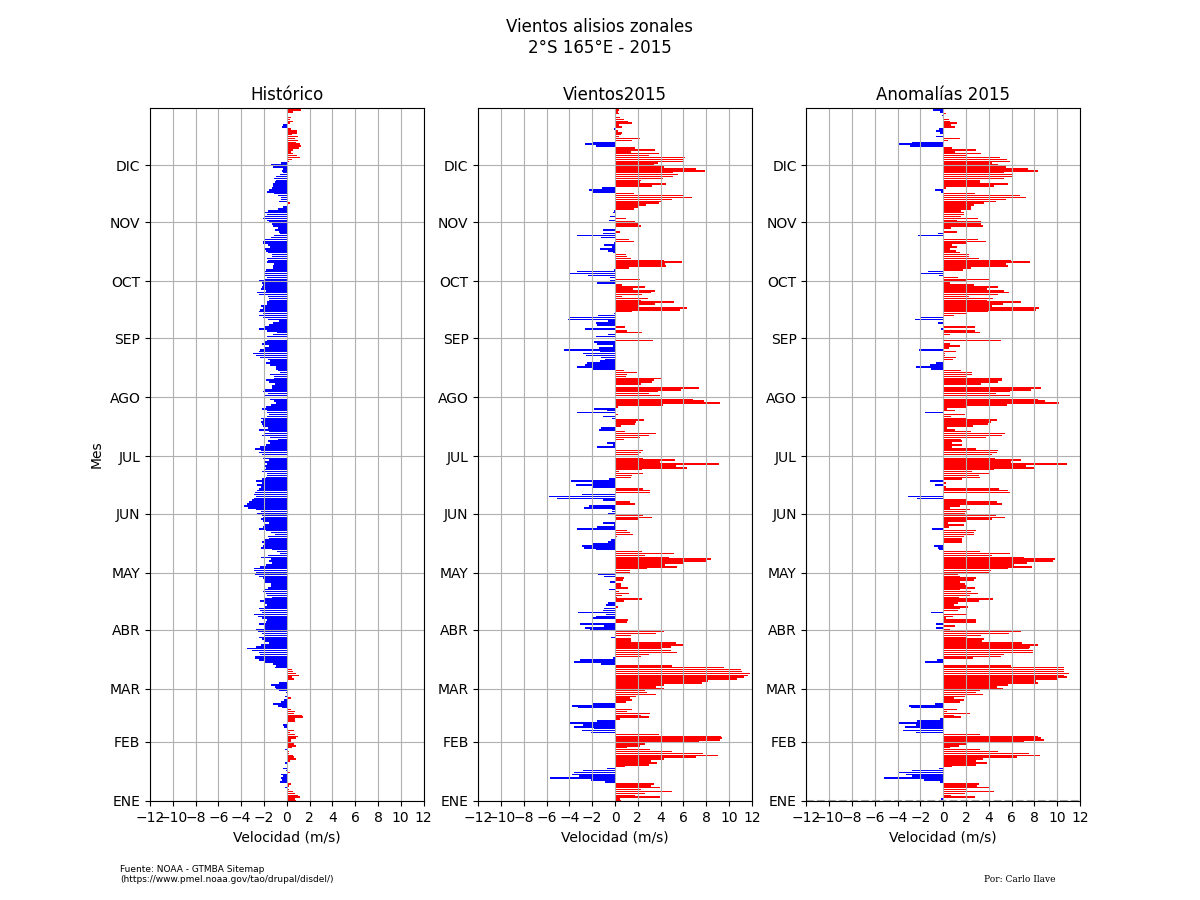 Vientos alisios zonales
2°S 165°E - 2015
Histórico
Vientos2015
Anomalías 2015
Mes
DIC
NOV
OCT
SEP
AGO
JUL
JUN
MAY
ABR
MAR
FEB
ENE
−12 −10 −8 −6 −4 −2 0 2 4 6 8 10 12
Velocidad (m/s)
DIC
NOV
OCT
SEP
AGO
JUL
JUN
MAY
ABR
MAR
FEB
ENE
−12 −10 −8 −6 −4 −2 0 2 4 6 8 10 12
Velocidad (m/s)
DIC
NOV
OCT
SEP
AGO
JUL
JUN
MAY
ABR
MAR
FEB
ENE
−12 −10 −8 −6 −4 −2 0 2 4 6 8 10 12
Velocidad (m/s)
Fuente: NOAA - GTMBA Sitemap
(https://www.pmel.noaa.gov/tao/drupal/disdel/)
Por: Carlo Ilave